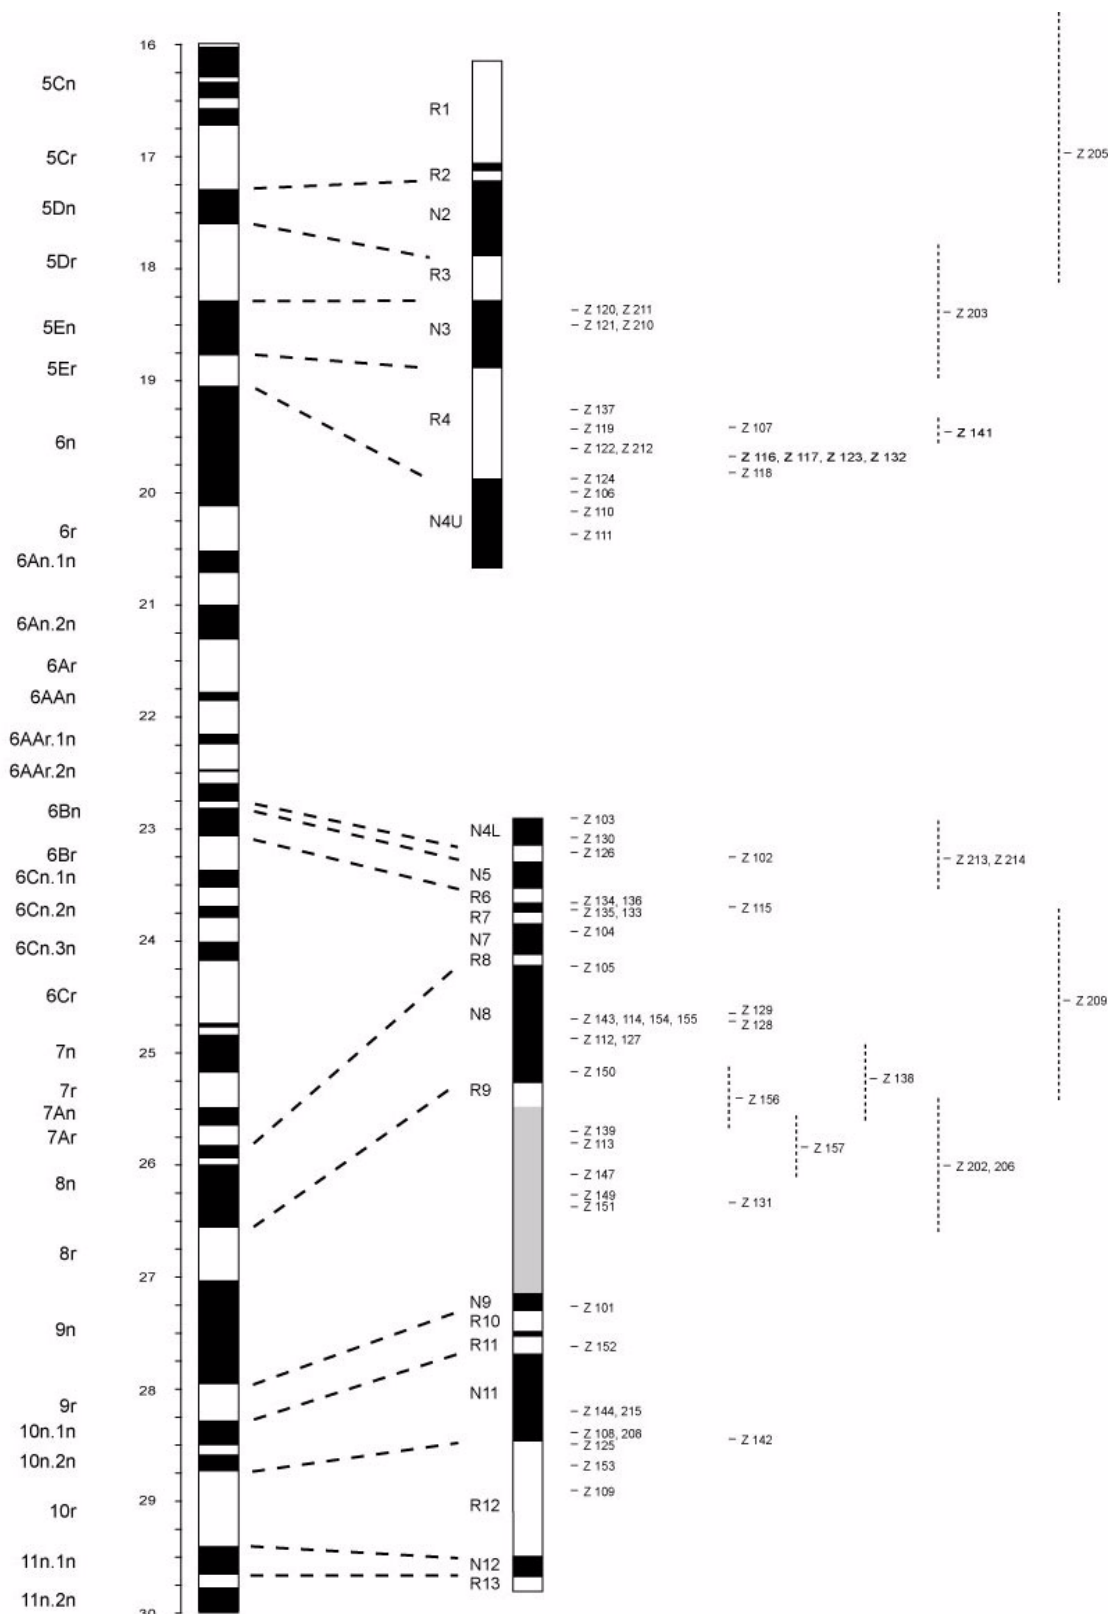 16
5Cn
R1
5Cr
17
Z 205
R2
5Dn
N2
5Dr
18
R3
Z 120, Z 211
Z 203
5En
N3
Z 121, Z 210
5Er
19
Z 137
R4
Z 119
Z 107
Z 141
6n
Z 122, Z 212
Z 116, Z 117, Z 123, Z 132
Z 124
Z 118
20
Z 106
N4U
Z 110
6r
Z 111
6An.1n
21
6An.2n
6Ar
6AAn
22
6AAr.1n
6AAr.2n
6Bn
Z 103
23
N4L
Z 130
6Br
Z 126
Z 102
Z 213, Z 214
6Cn.1n
N5
R6
Z 134, 136
6Cn.2n
R7
Z 135, 133
Z 115
24
N7
Z 104
6Cn.3n
R8
Z 105
6Cr
Z 209
N8
Z 143, 114, 154, 155
Z 129
Z 128
7n
25
Z 112, 127
Z 150
Z 138
7r
R9
Z 156
7An
7Ar
Z 139
Z 113
Z 157
26
Z 202, 206
8n
Z 147
Z 149
Z 151
Z 131
8r
27
N9
Z 101
9n
R10
R11
Z 152
28
N11
9r
Z 144, 215
10n.1n
Z 108, 208
Z 125
Z 142
10n.2n
Z 153
29
R12
Z 109
10r
11n.1n
N12
R13
11n.2n
30